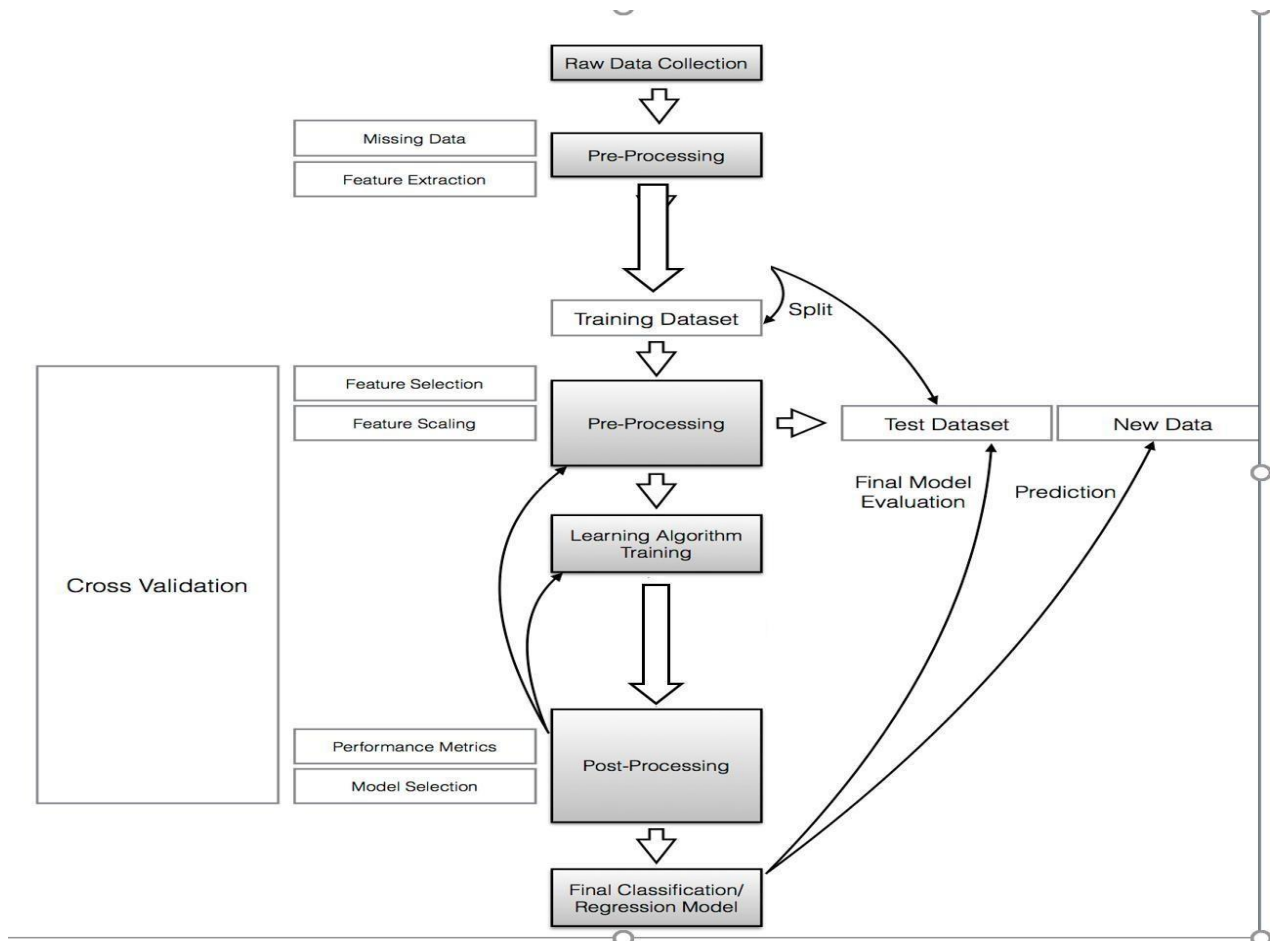 Raw Data Collection
Missing Data
Pre-Processing
Feature Extraction
Training Dataset
Split
Feature Selection
Feature Scaling
Pre-Processing
Test Dataset
New Data
Final Model
Evaluation
Prediction
Learning Algorithm
Training
Cross Validation
Performance Metrics
Model Selection
Post-Processing
Final Classification/
Regression Model